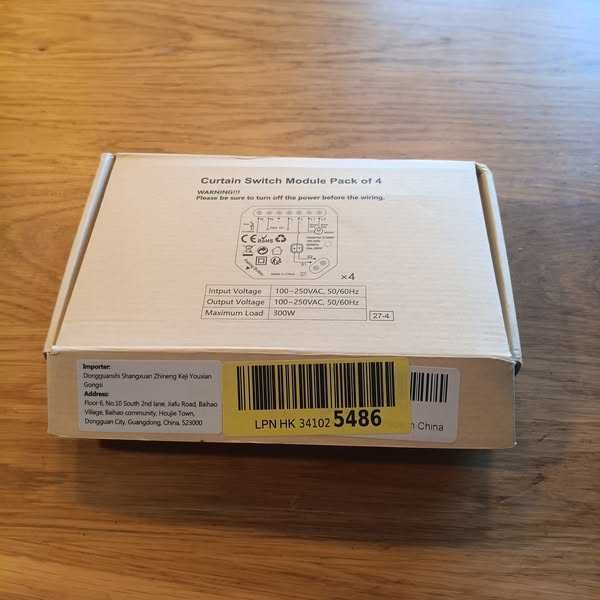 Curtain Switch Module Pack of 4
WARNING!!!
Please be sure to turn off the power before the wiring.
CE RoHS
×4
Intput Voltage 100~250VAC, 50/60Hz
Output Voltage 100~250VAC, 50/60Hz
Maximum Load 300W
27-4
Importer:
Dongguanshi Shangxuan Zhineng Keji Youxian
Gongsi
Address:
Floor 6, No.10 South 2nd lane, Jiafu Road, Baihao
Village, Baihao community, Houjie Town,
Dongguan City, Guangdong, China, 523000
LPN HK 34102 5486
China